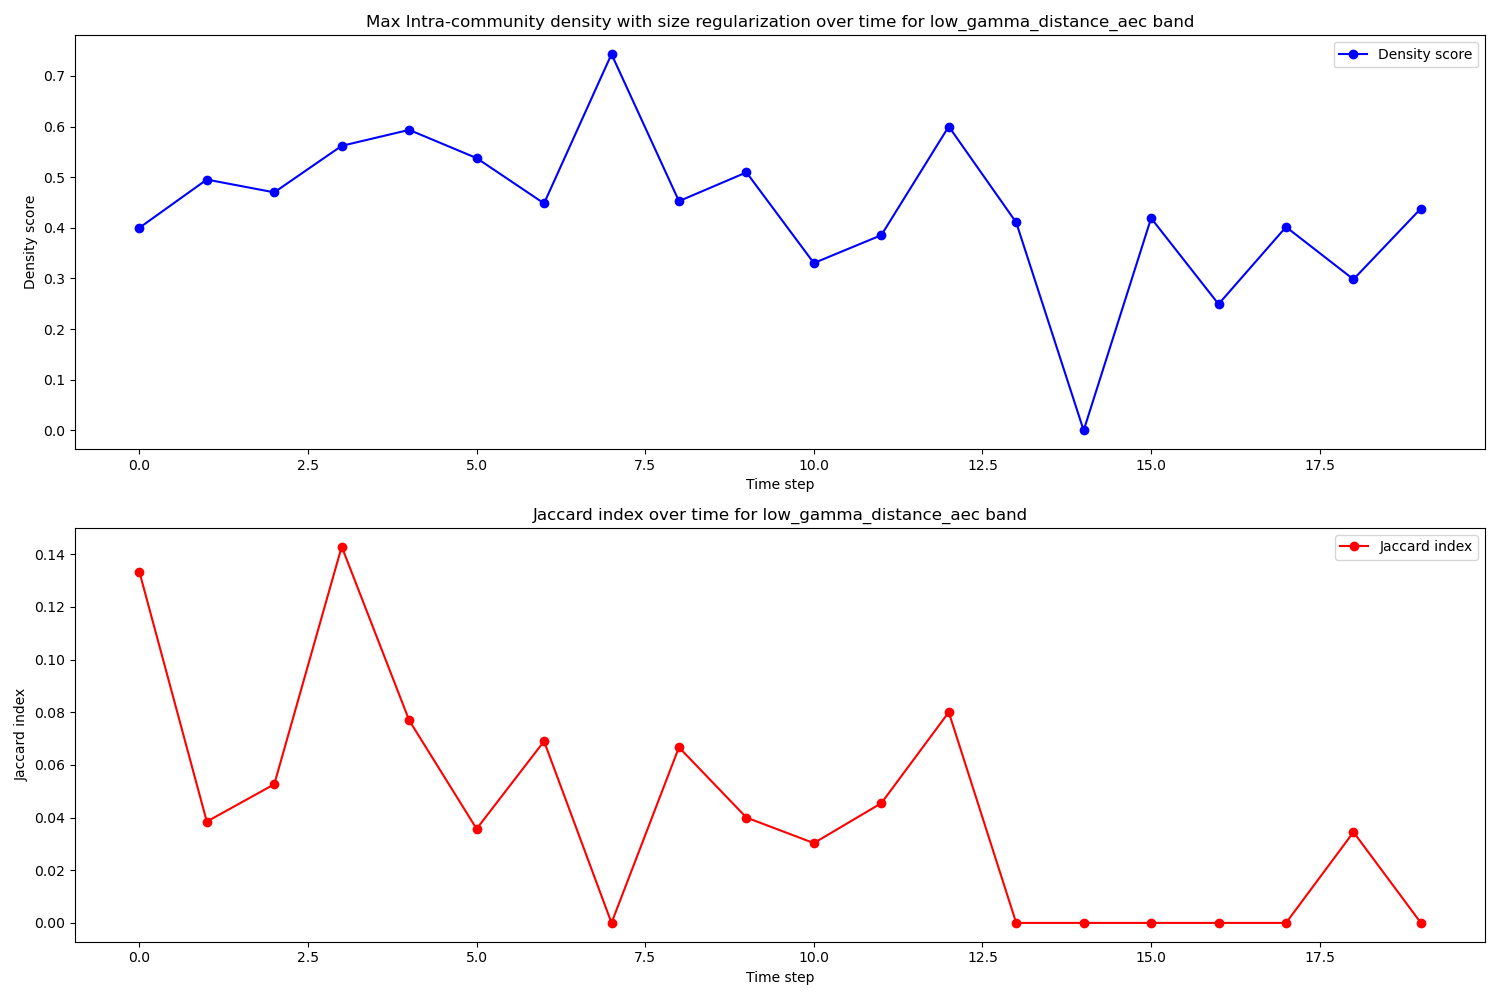 Max Intra-community density with size regularization over time for low_gamma_distance_aec band
Density score
Density score
0.7
0.6
0.5
0.4
0.3
0.2
0.1
0.0
0.0 2.5 5.0 7.5 10.0 12.5 15.0 17.5
Time step
Jaccard index over time for low_gamma_distance_aec band
Jaccard index
Jaccard index
0.14
0.12
0.10
0.08
0.06
0.04
0.02
0.00
0.0 2.5 5.0 7.5 10.0 12.5 15.0 17.5
Time step